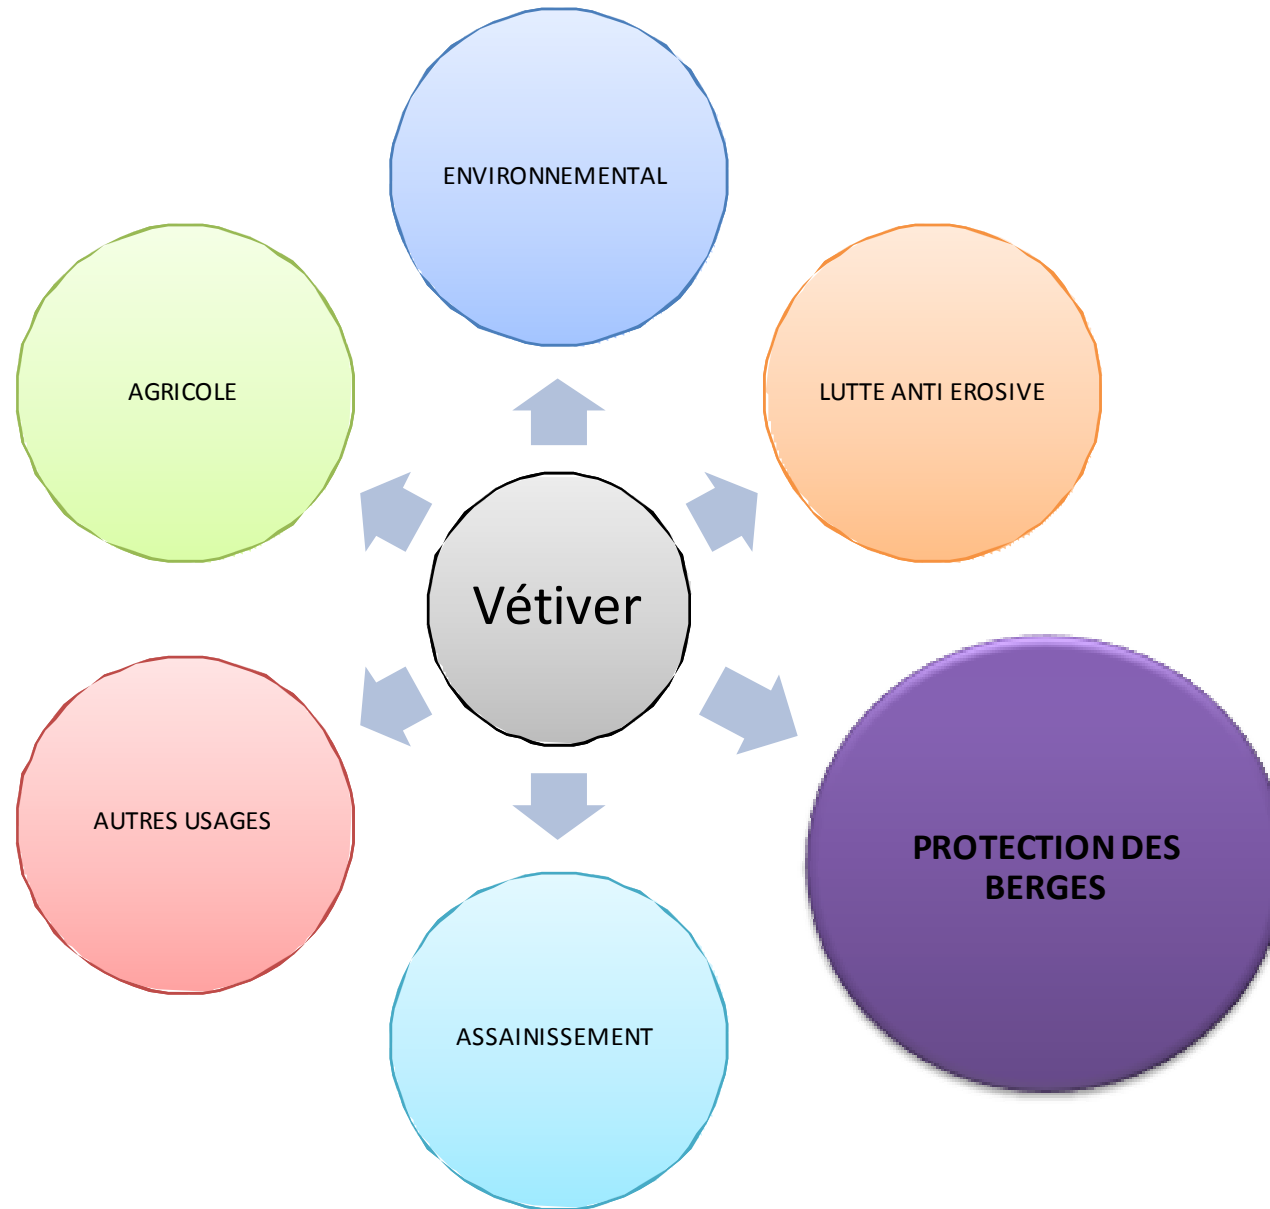 ENVIRONNEMENTAL
AGRICOLE
LUTTE ANTI EROSIVE
Vétiver
AUTRES USAGES
PROTECTION DES
BERGES
ASSAINISSEMENT